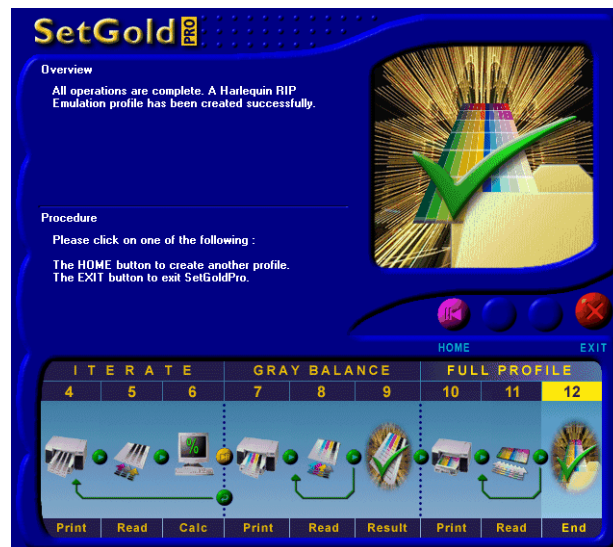 SetGold PRO
Overview
All operations are complete. A Harlequin RIP
Emulation profile has been created successfully.
Procedure
Please click on one of the following :
The HOME button to create another profile.
The EXIT button to exit SetGoldPro.
HOME EXIT
ITERATE GRAY BALANCE FULL PROFILE
4 5 6 7 8 9 10 11 12
%
Print Read Calc Print Read Result Print Read End